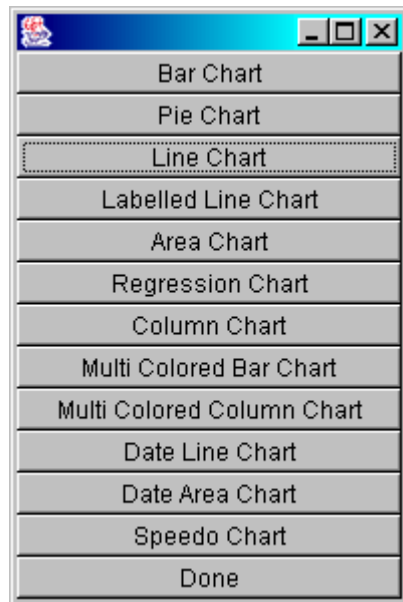 Bar Chart
Pie Chart
Line Chart
Labelled Line Chart
Area Chart
Regression Chart
Column Chart
Multi Colored Bar Chart
Multi Colored Column Chart
Date Line Chart
Date Area Chart
Speedo Chart
Done